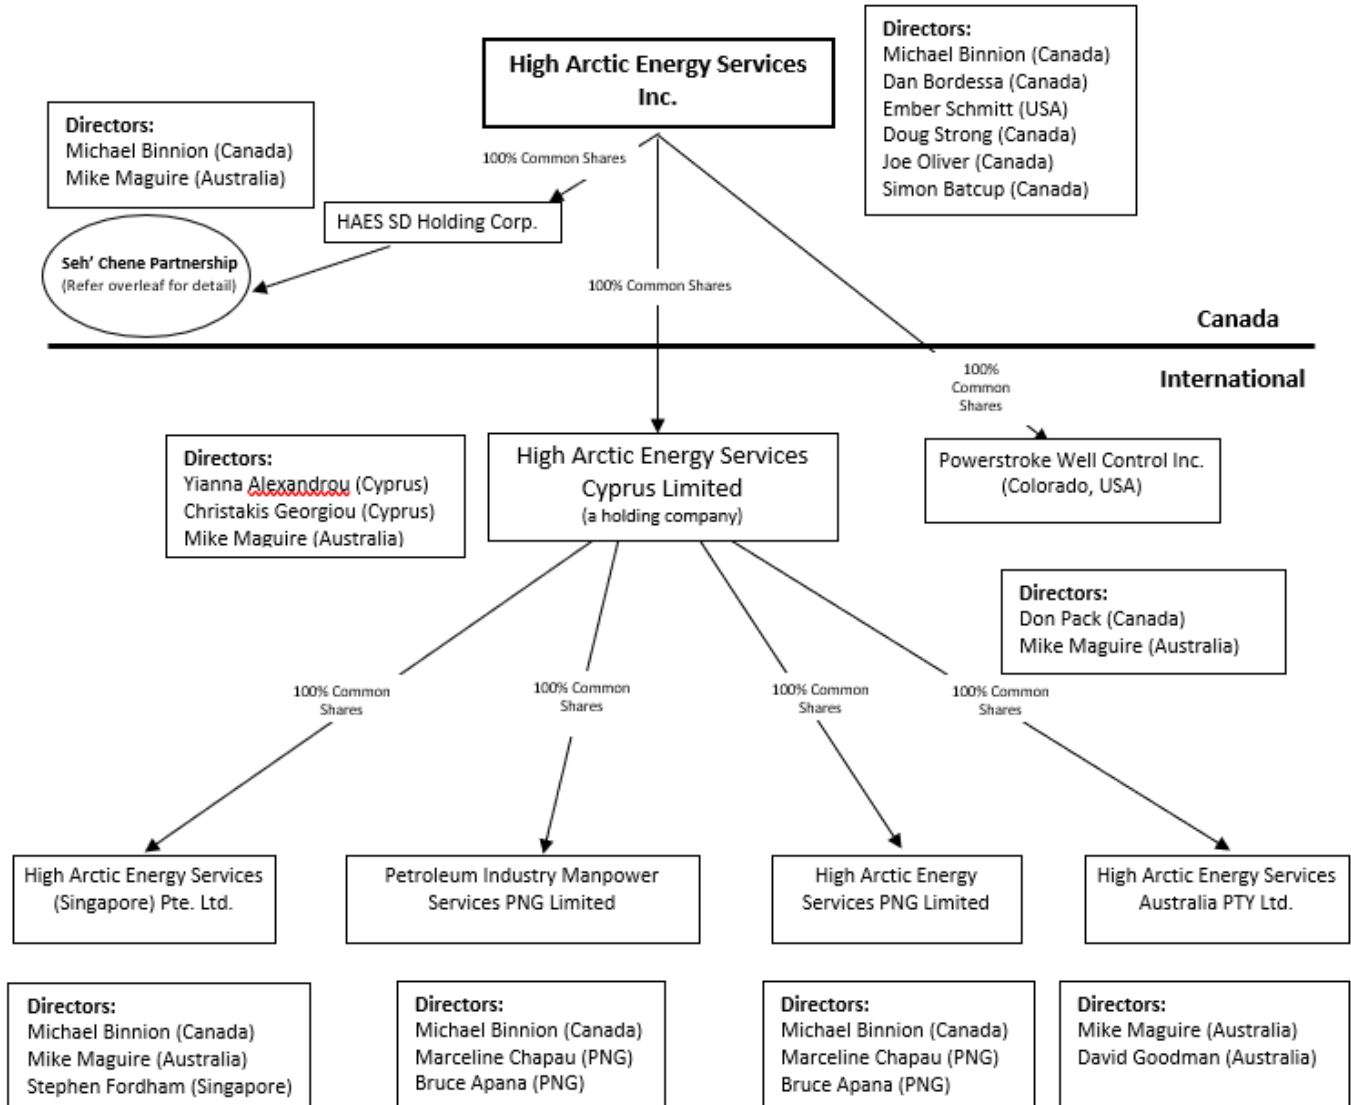 High Arctic Energy Services
Inc.
Directors:
Michael Binnion (Canada)
Dan Bordessa (Canada)
Ember Schmitt (USA)
Doug Strong (Canada)
Joe Oliver (Canada)
Simon Batcup (Canada)
Directors:
Michael Binnion (Canada)
Mike Maguire (Australia)
100% Common Shares
HAES SD Holding Corp.
Seh' Chene Partnership
(Refer overleaf for detail)
100% Common Shares
Canada
International
100%
Common
Shares
Directors:
Yianna Alexandrou (Cyprus)
Christakis Georgiou (Cyprus)
Mike Maguire (Australia)
High Arctic Energy Services
Cyprus Limited
(a holding company)
Powerstroke Well Control Inc.
(Colorado, USA)
Directors:
Don Pack (Canada)
Mike Maguire (Australia)
100% Common
Shares
100% Common
Shares
100% Common
Shares
100% Common
Shares
High Arctic Energy Services
(Singapore) Pte. Ltd.
Petroleum Industry Manpower
Services PNG Limited
High Arctic Energy
Services PNG Limited
High Arctic Energy Services
Australia PTY Ltd.
Directors:
Michael Binnion (Canada)
Mike Maguire (Australia)
Stephen Fordham (Singapore)
Directors:
Michael Binnion (Canada)
Marceline Chapau (PNG)
Bruce Apana (PNG)
Directors:
Michael Binnion (Canada)
Marceline Chapau (PNG)
Bruce Apana (PNG)
Directors:
Mike Maguire (Australia)
David Goodman (Australia)